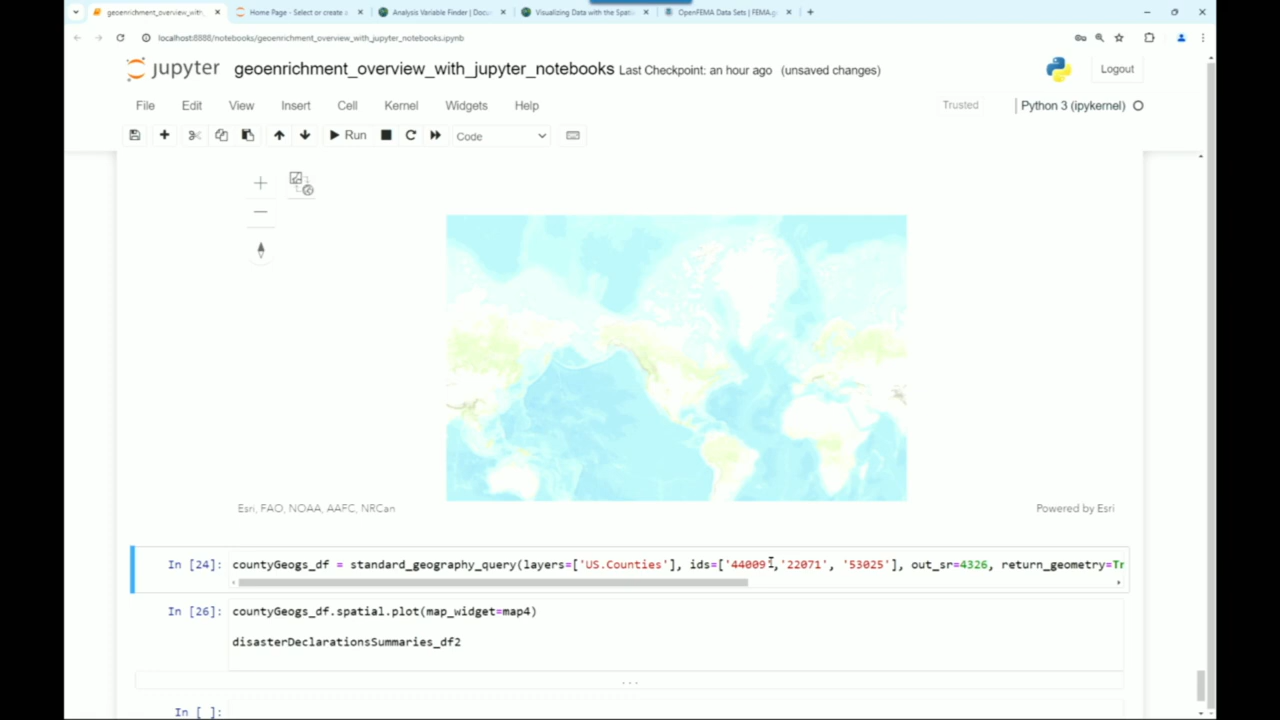 geoenrichment_overview_with_
Home Page - Select or create a
Analysis Variable Finder | Docu
Visualizing Data with the Spati
OpenFEMA Data Sets | FEMA.g
localhost:8888/notebooks/geoenrichment_overview_with_jupyter_notebooks.ipynb
jupyter geoenrichment_overview_with_jupyter_notebooks Last Checkpoint: an hour ago (unsaved changes) Logout
File Edit View Insert Cell Kernel Widgets Help Trusted Python 3 (ipykernel)
Run Code
Esri, FAO, NOAA, AAFC, NRCan Powered by Esri
In [24]: countyGeogs_df = standard_geography_query(layers=['US.Counties'], ids=['44009','22071', '53025'], out_sr=4326, return_geometry=Tr
In [26]: countyGeogs_df.spatial.plot(map_widget=map4)
disasterDeclarationsSummaries_df2
...
In [ ]: